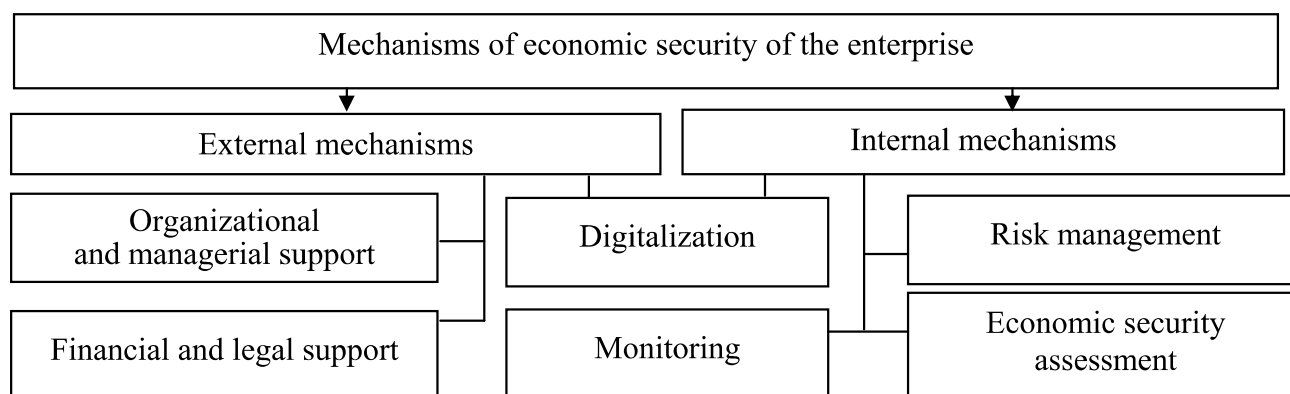 Mechanisms of economic security of the enterprise
External mechanisms
Internal mechanisms
Organizational
and managerial support
Digitalization
Risk management
Financial and legal support
Monitoring
Economic security
assessment